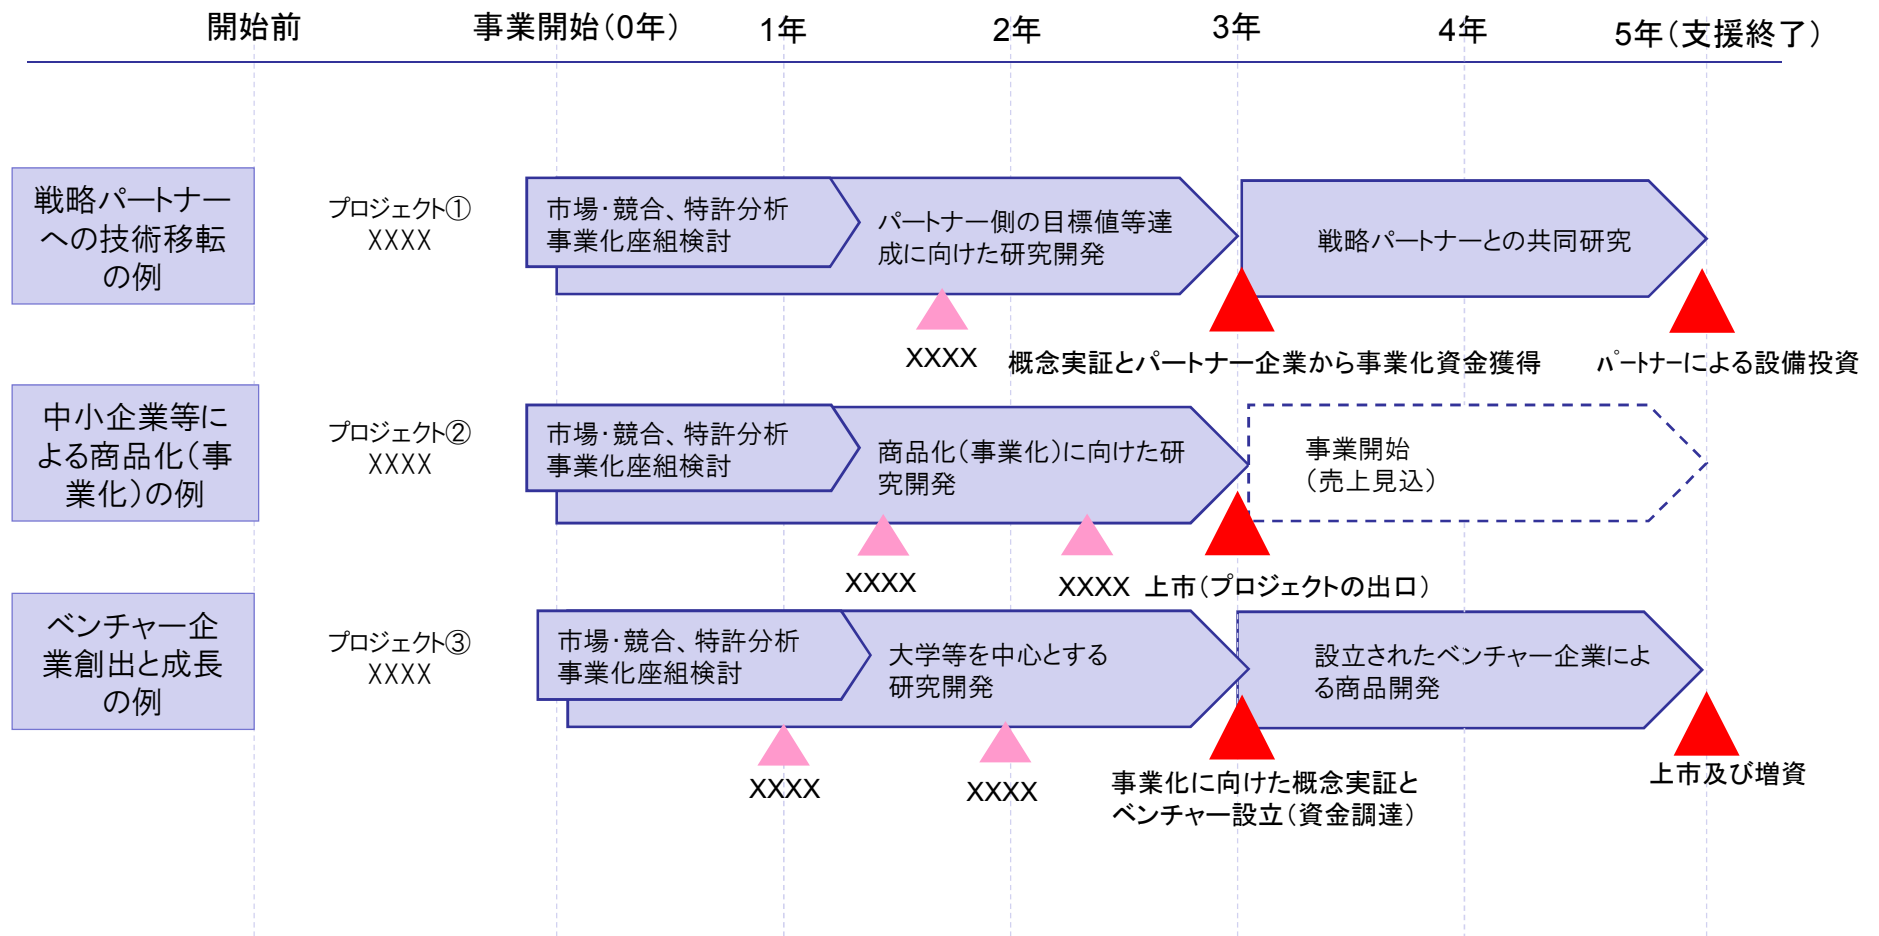 開始前
事業開始（0年）
1年
2年
3年
4年
5年（支援終了）
戦略パートナー
への技術移転
の例
プロジェクト①
XXXX
市場・競合、特許分析
事業化座組検討
パートナー側の目標値等達
成に向けた研究開発
戦略パートナーとの共同研究
XXXX
概念実証とパートナー企業から事業化資金獲得
パートナーによる設備投資
中小企業等に
よる商品化（事
業化）の例
プロジェクト②
XXXX
市場・競合、特許分析
事業化座組検討
商品化（事業化）に向けた研
究開発
事業開始
（売上見込）
XXXX
XXXX
上市（プロジェクトの出口）
ベンチャー企
業創出と成長
の例
プロジェクト③
XXXX
市場・競合、特許分析
事業化座組検討
大学等を中心とする
研究開発
設立されたベンチャー企業によ
る商品開発
XXXX
XXXX
事業化に向けた概念実証と
ベンチャー設立（資金調達）
上市及び増資